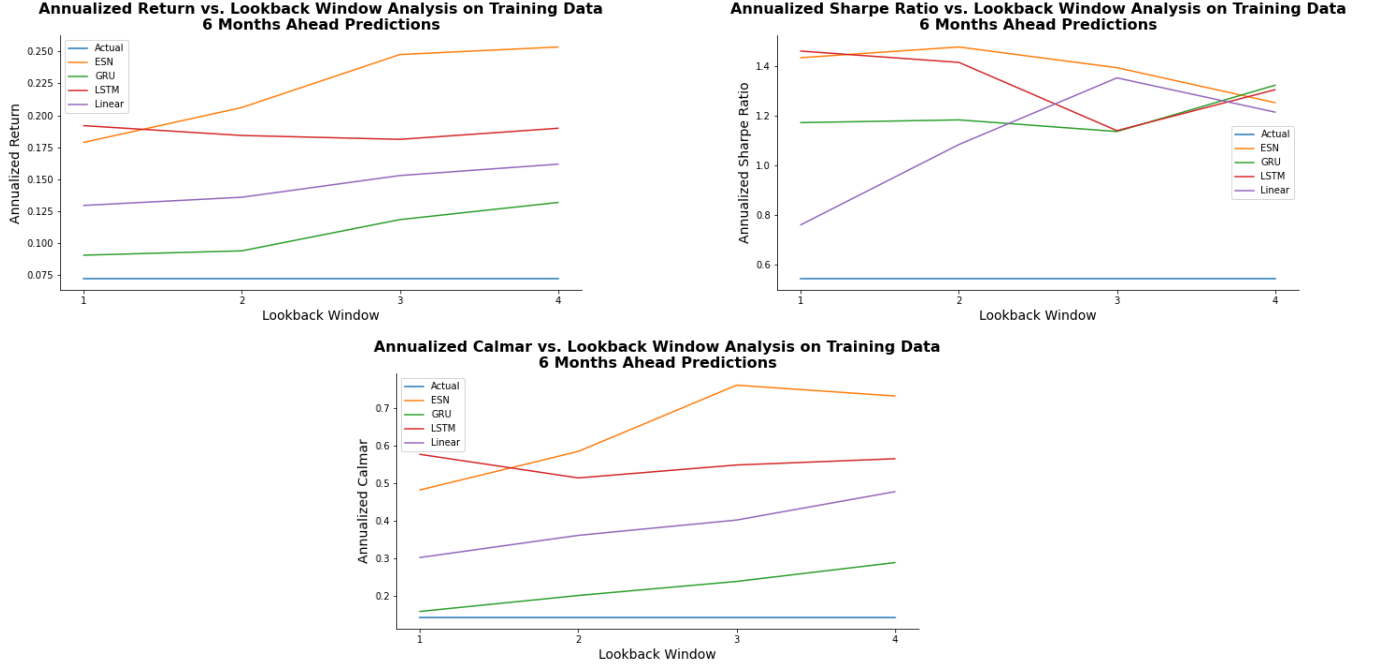 Annualized Return vs. Lookback Window Analysis on Training Data
6 Months Ahead Predictions
Annualized Return
0.250
0.225
0.200
0.175
0.150
0.125
0.100
0.075
Actual
ESN
GRU
LSTM
Linear
1
2
3
4
Lookback Window
Annualized Sharpe Ratio vs. Lookback Window Analysis on Training Data
6 Months Ahead Predictions
Annualized Sharpe Ratio
1.4
1.2
1.0
0.8
0.6
Actual
ESN
GRU
LSTM
Linear
1
2
3
4
Lookback Window
Annualized Calmar vs. Lookback Window Analysis on Training Data
6 Months Ahead Predictions
Annualized Calmar
0.7
0.6
0.5
0.4
0.3
0.2
Actual
ESN
GRU
LSTM
Linear
1
2
3
4
Lookback Window